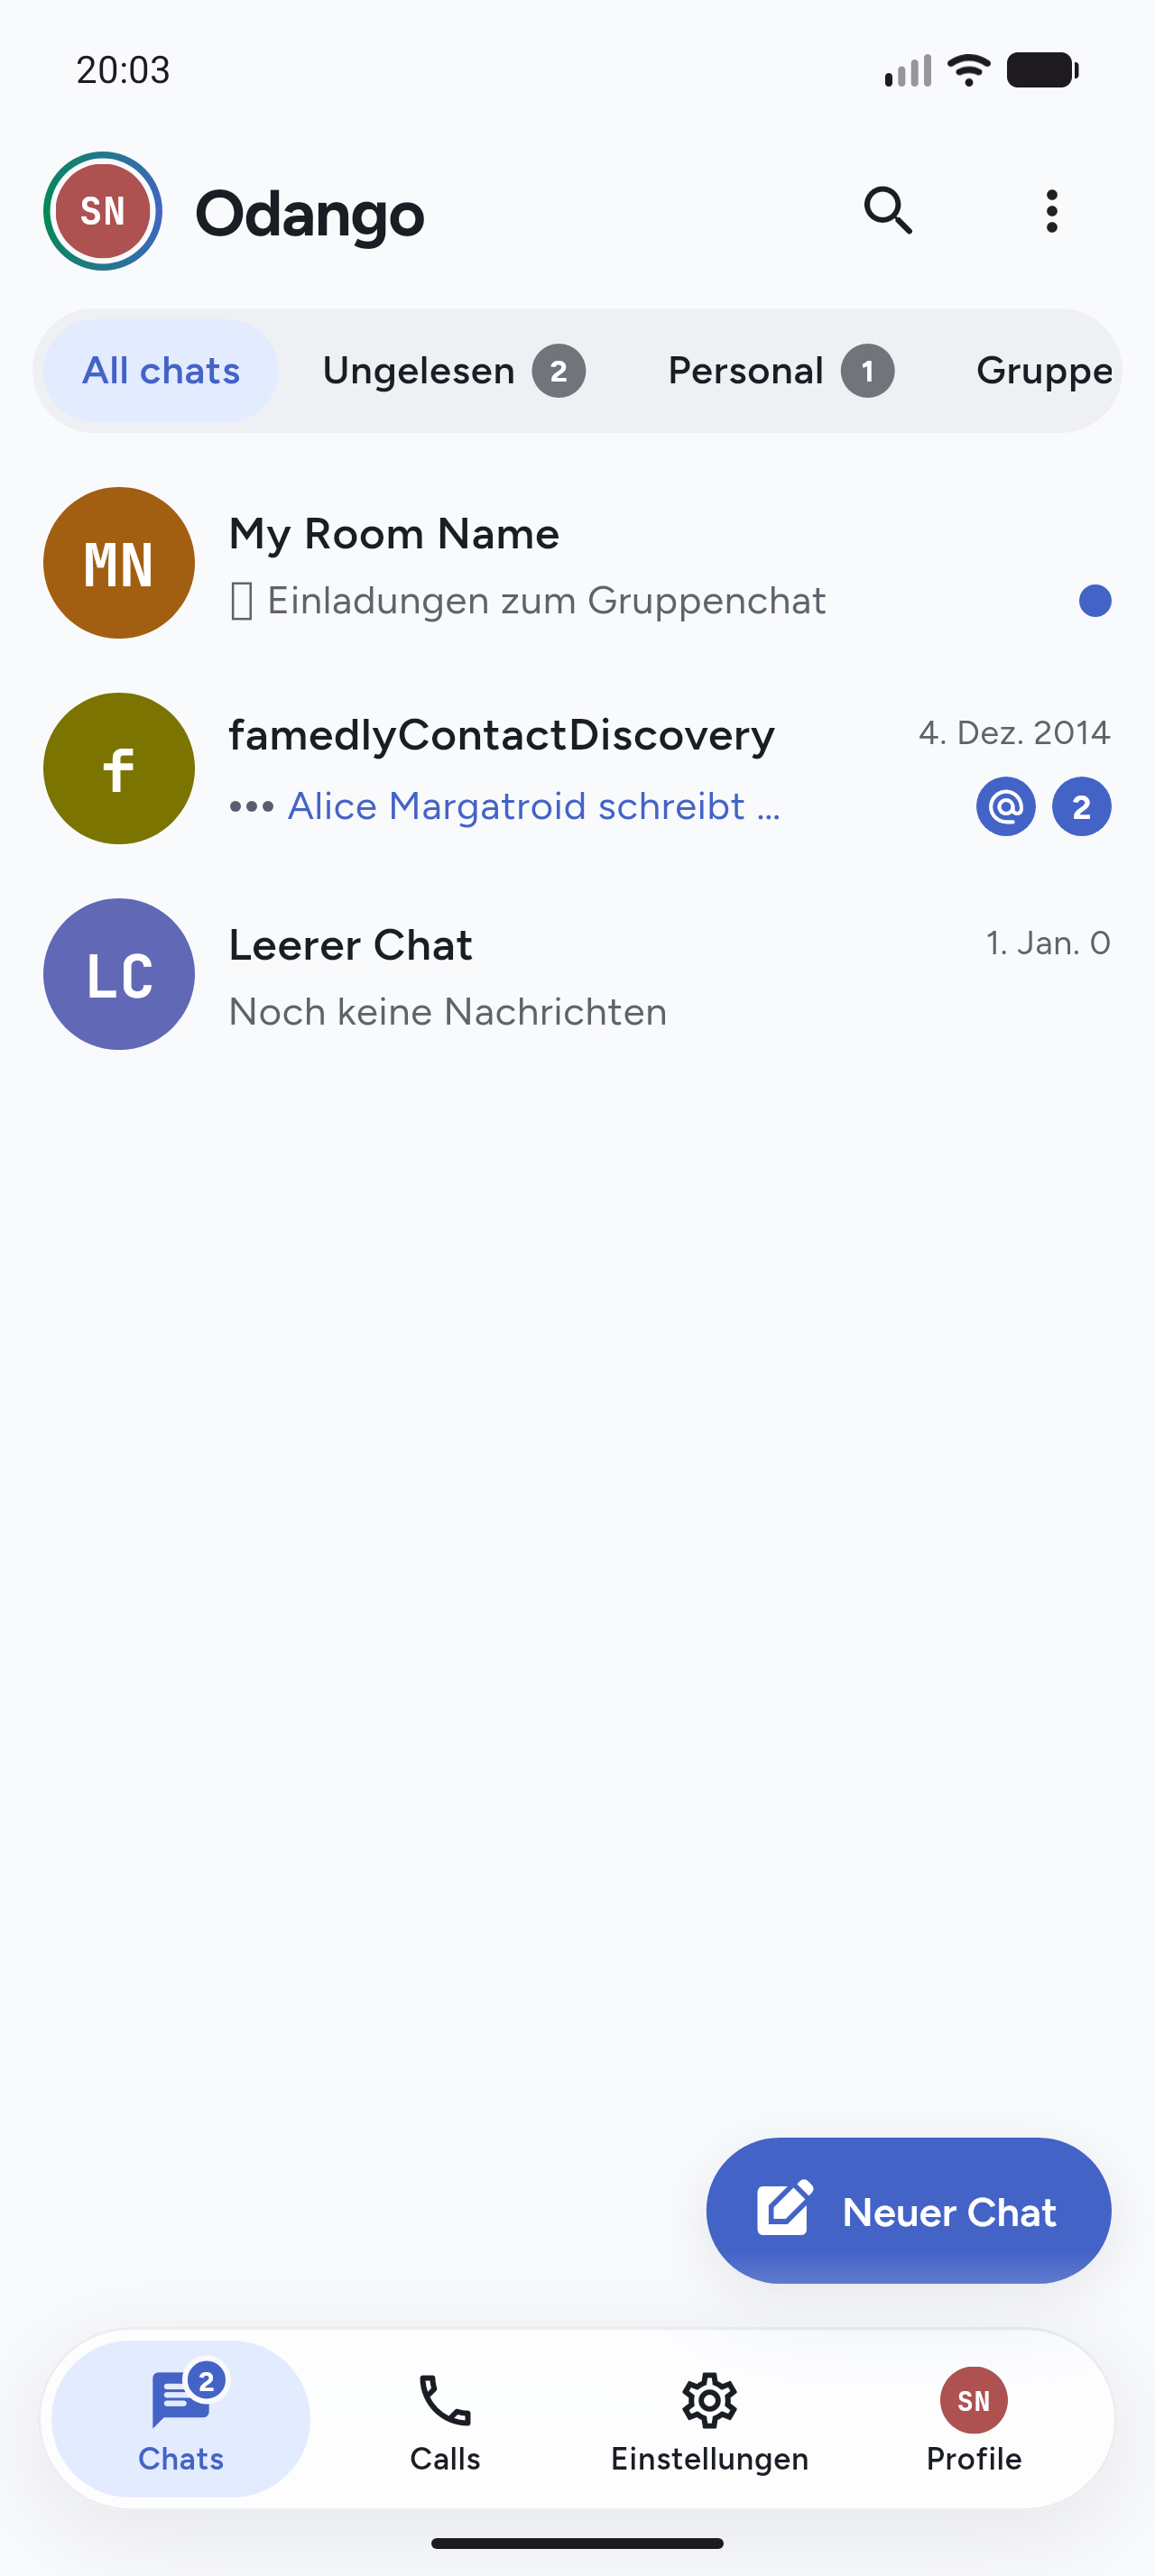 20:03
SN Odango
All chats Ungelesen 2 Personal 1 Gruppe
MN My Room Name
Einladungen zum Gruppenchat
f famedlyContactDiscovery 4. Dez. 2014
••• Alice Margatroid schreibt ... @ 2
LC Leerer Chat 1. Jan. 0
Noch keine Nachrichten
Neuer Chat
2 SN
Chats Calls Einstellungen Profile